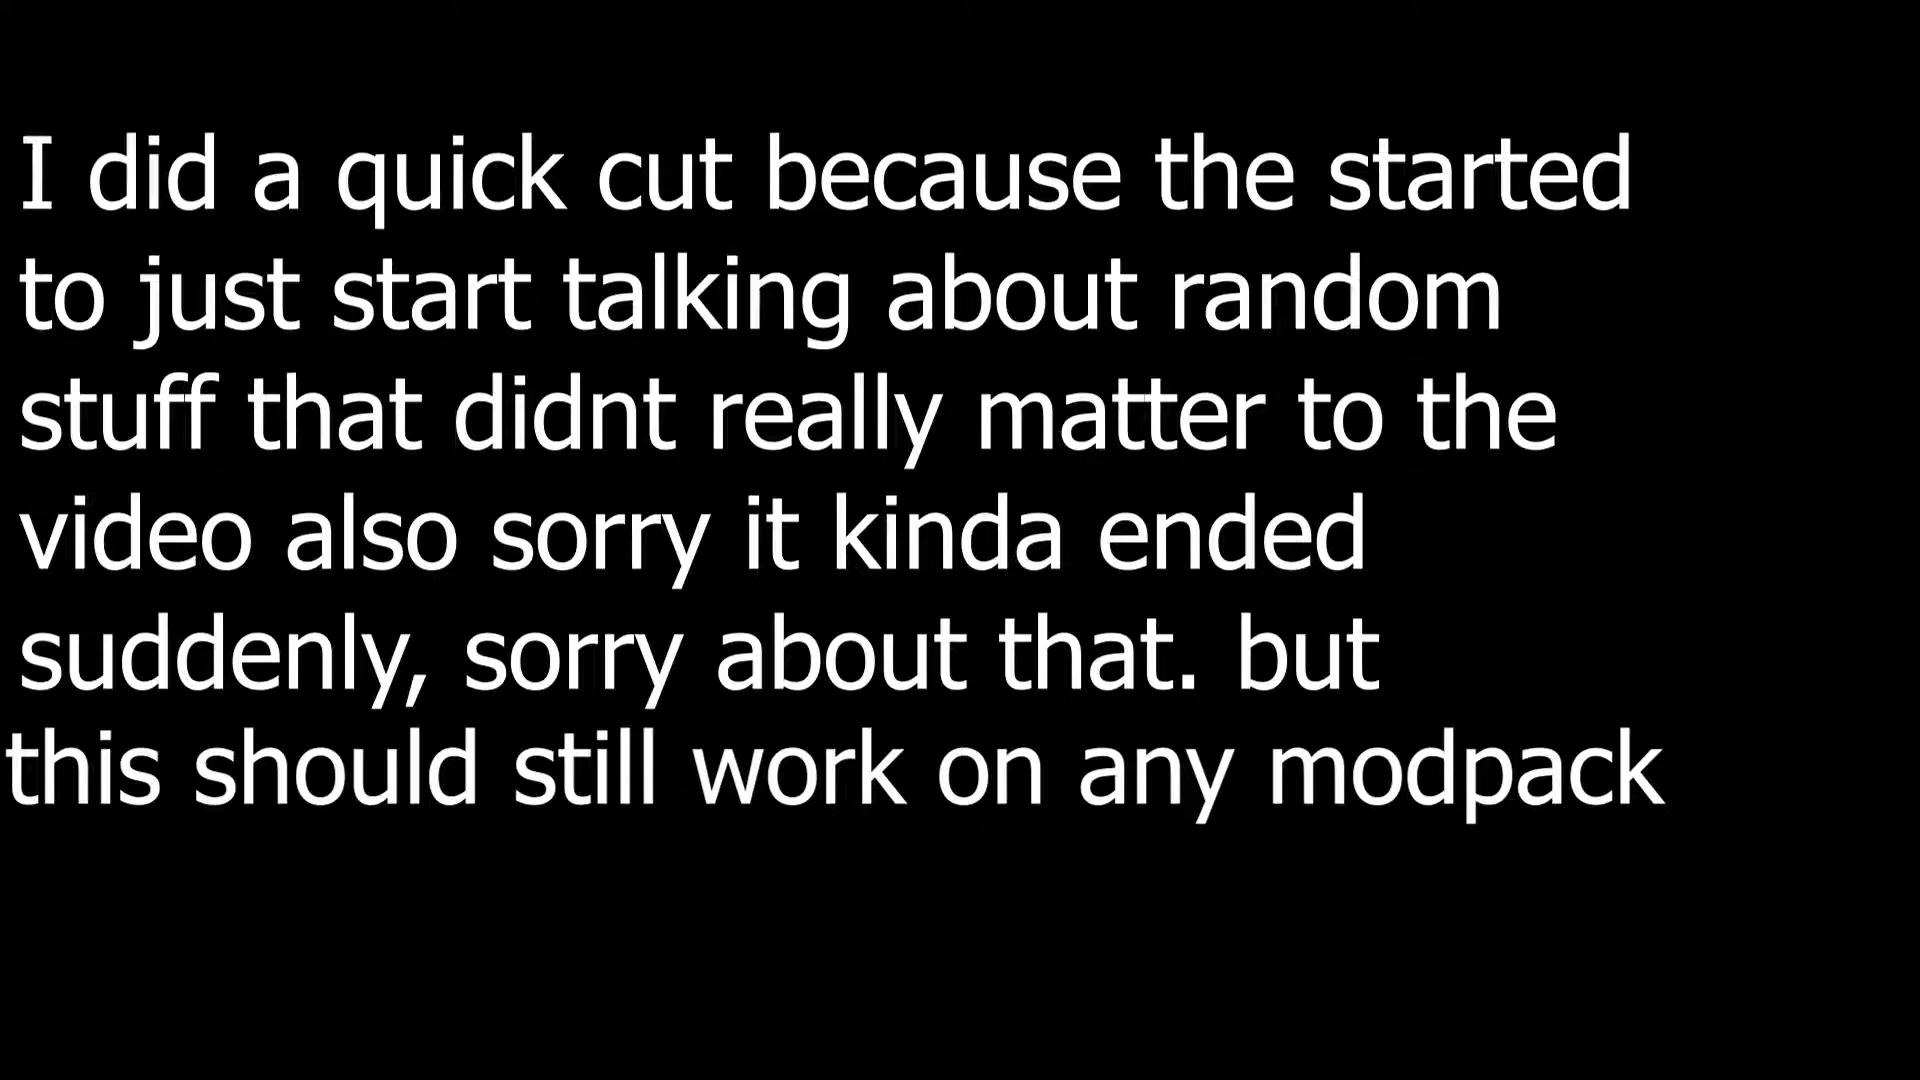 I did a quick cut because the started
to just start talking about random
stuff that didnt really matter to the
video also sorry it kinda ended
suddenly, sorry about that. but
this should still work on any modpack